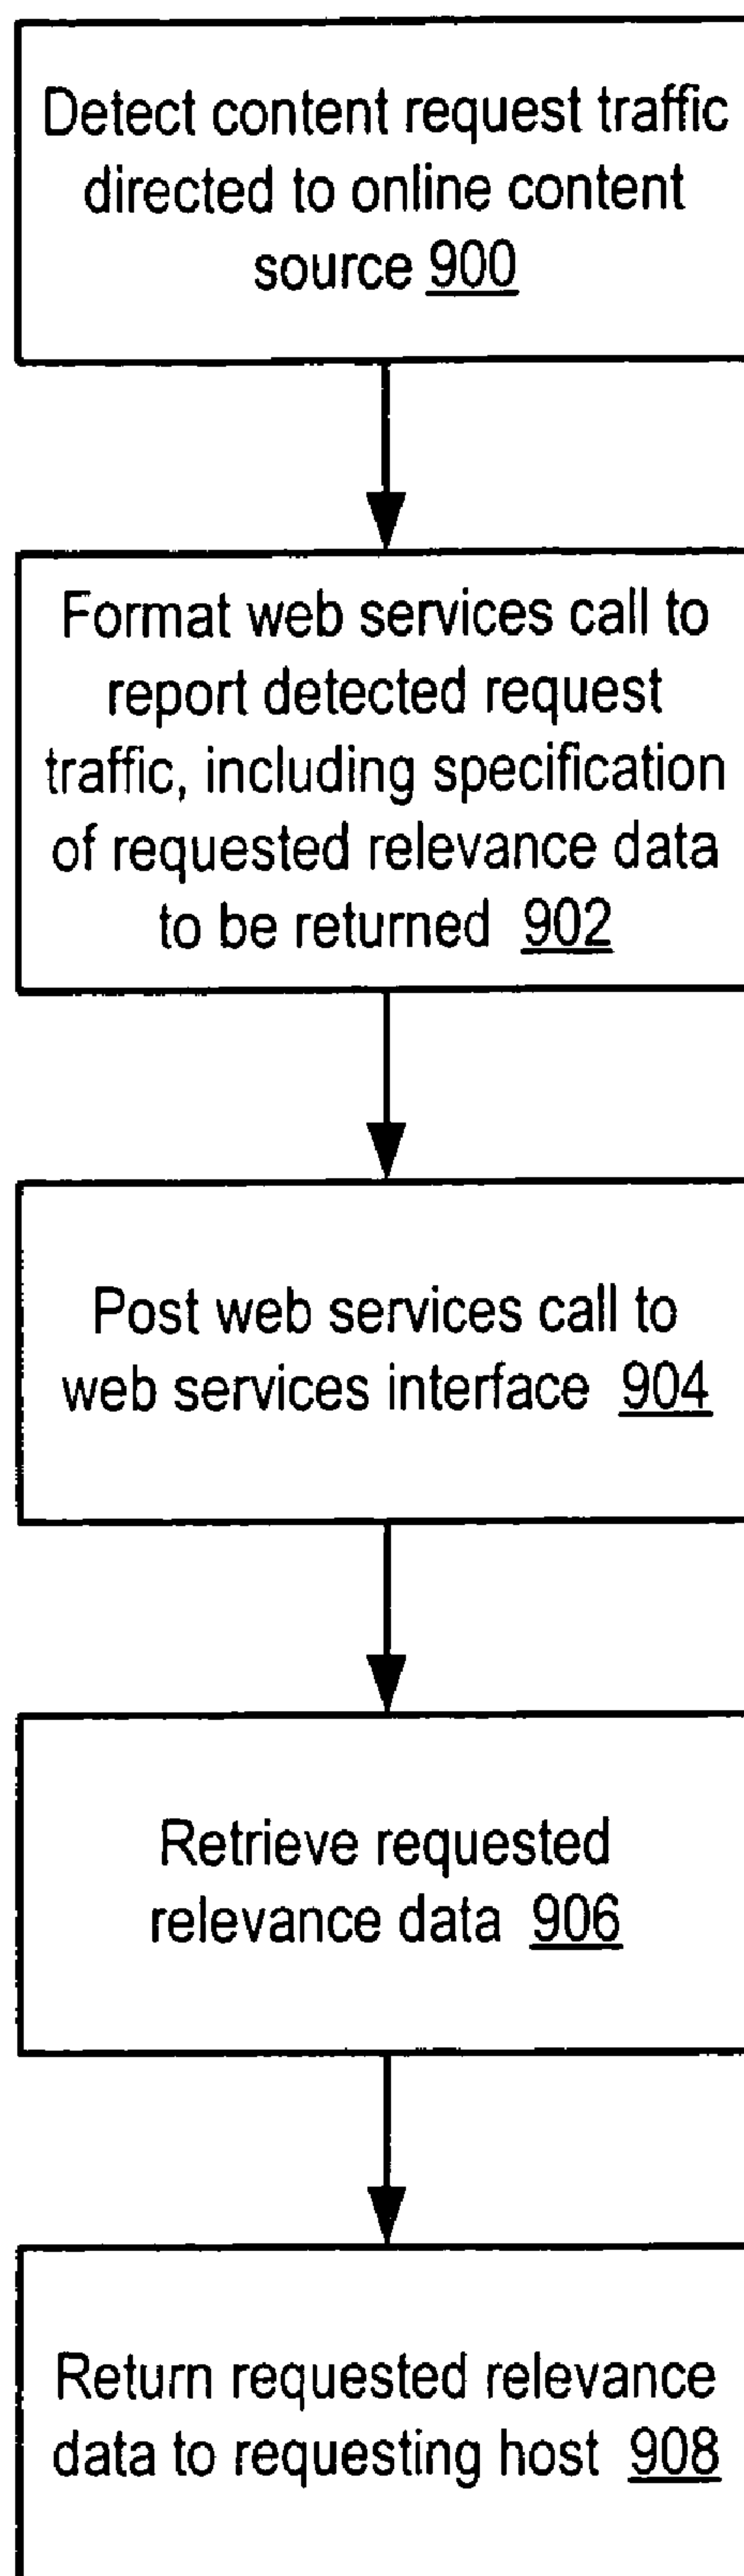 Detect content request traffic
directed to online content
source 900
Format web services call to
report detected request
traffic, including specification
of requested relevance data
to be returned 902
Post web services call to
web services interface 904
Retrieve requested
relevance data 906
Return requested relevance
data to requesting host 908